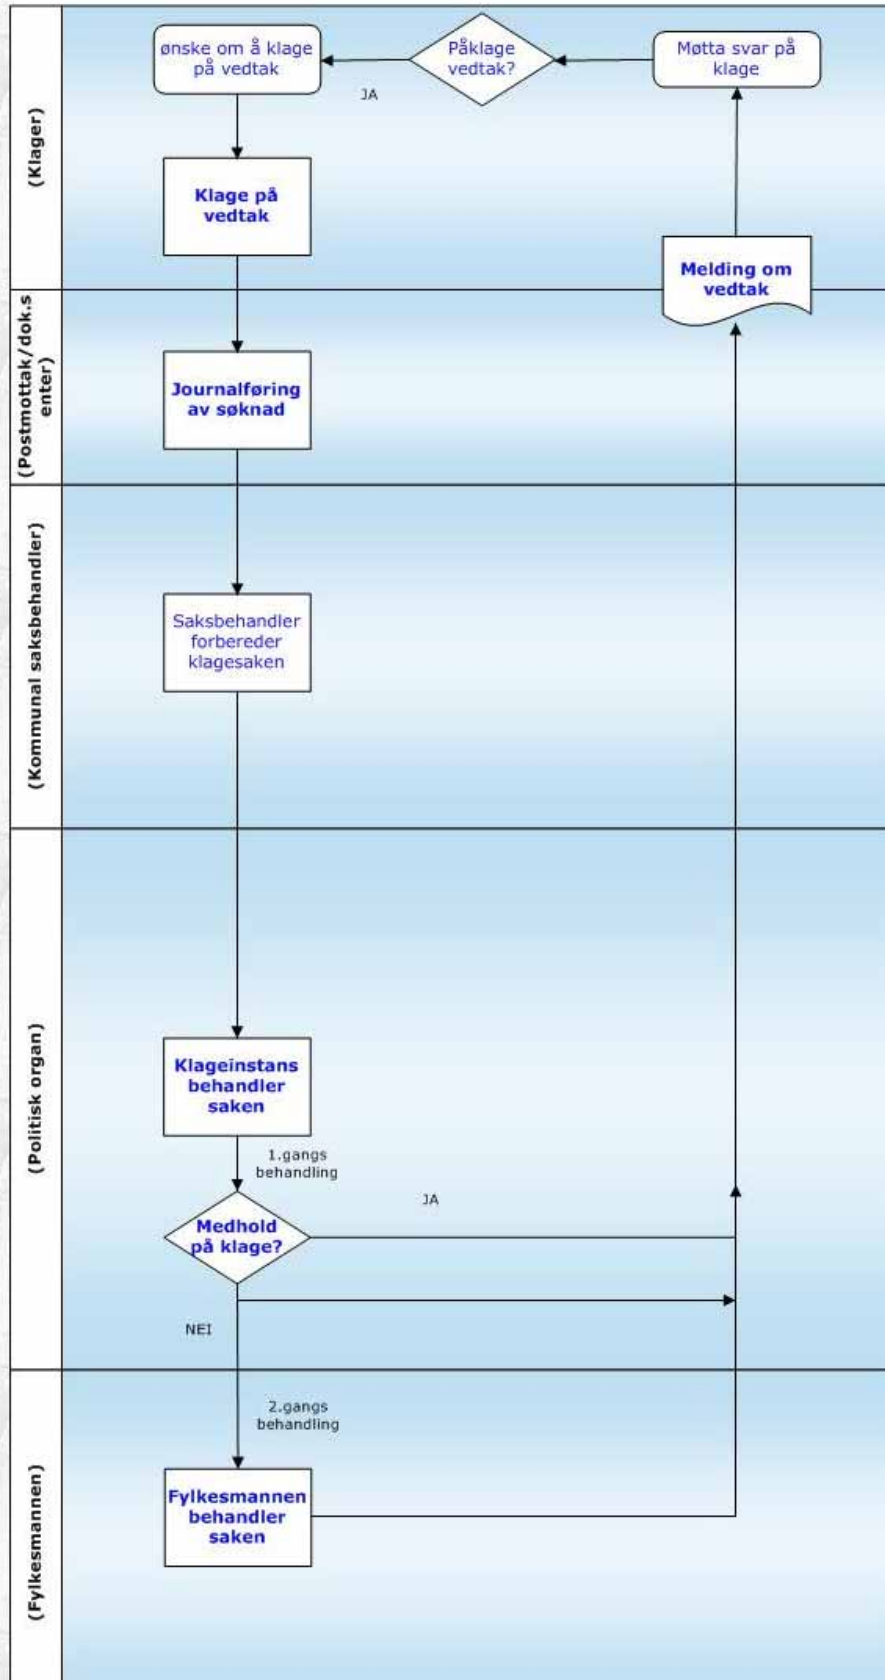 (Klager)
ønske om å klage
på vedtak
Påklage
vedtak?
Møtta svar på
klage
JA
Klage på
vedtak
Melding om
vedtak
(Postmottak/dok.s
enter)
Journalføring
av søknad
(Kommunal saksbehandler)
Saksbehandler
forbereder
klagesaken
(Politisk organ)
Klageinstans
behandler
saken
1.gangs
behandling
JA
Medhold
på klage?
NEI
(Fylkesmannen)
2.gangs
behandling
Fylkesmannen
behandler
saken